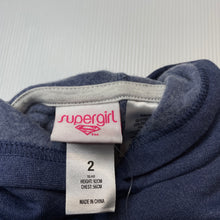 supergirl
2
HEIGHT: 92CM
CHEST: 56CM
MADE IN CHINA